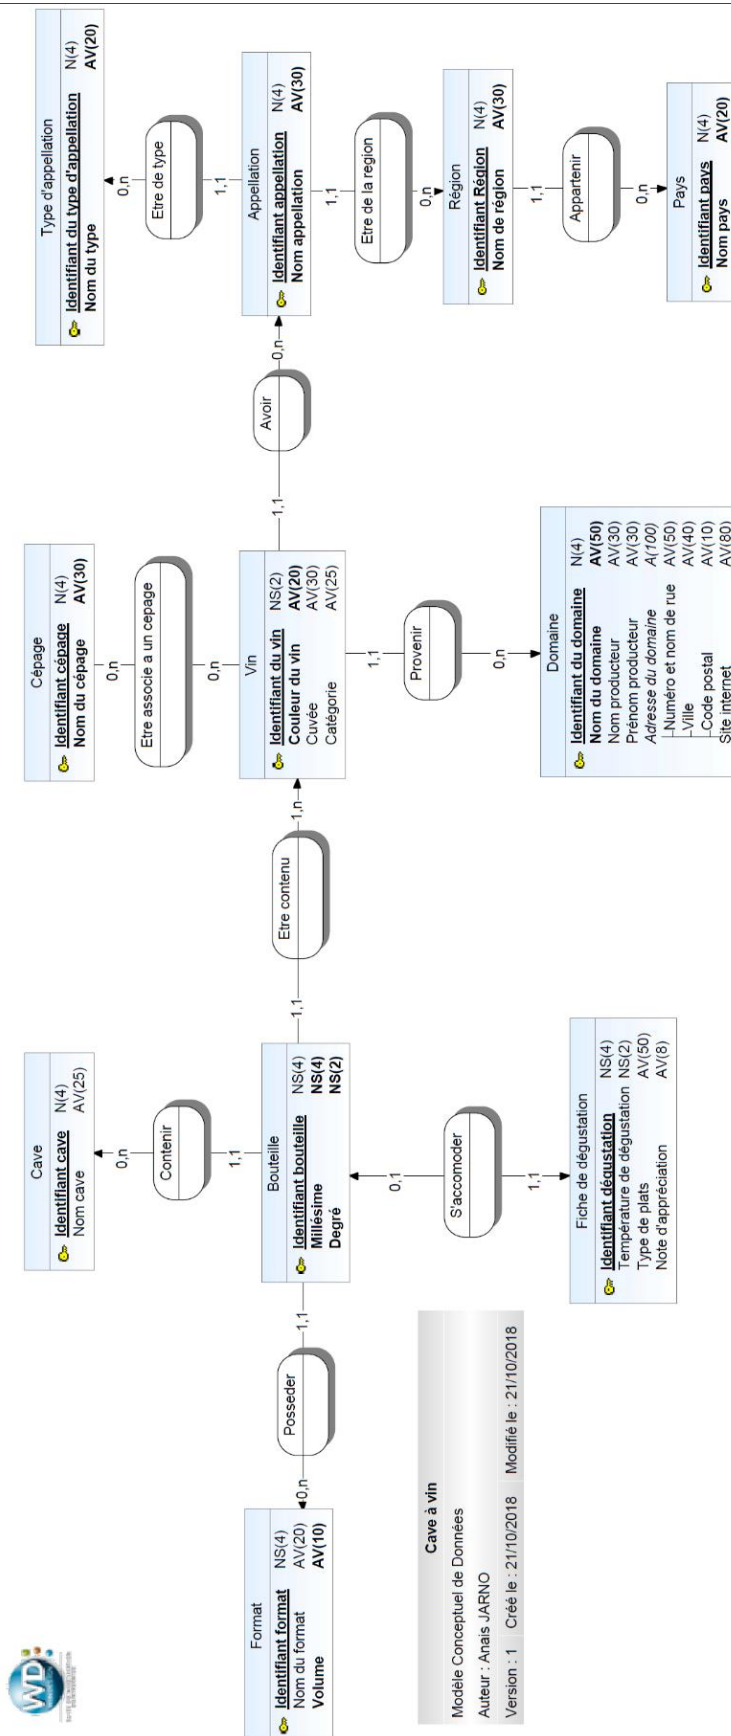 WD
Type d'appellation
Identifiant du type d'appellation N(4)
Nom du type AV(20)
0,n
Etre de type
1,1
Cépage
Identifiant cépage N(4)
Nom du cépage AV(30)
0,n
Etre associe a un cepage
0,n
Appellation
Identifiant appellation N(4)
Nom appellation AV(30)
0,n
Avoir
1,1
Vin
Identifiant du vin NS(2)
Couleur du vin AV(20)
Cuvée AV(30)
Catégorie AV(25)
1,n
Etre contenu
1,1
Cave
Identifiant cave N(4)
Nom cave AV(25)
0,n
Contenir
1,1
Bouteille
Identifiant bouteille NS(4)
Millésime NS(4)
Degré NS(2)
1,1
Posseder
0,n
Format
Identifiant format NS(4)
Nom du format AV(20)
Volume AV(10)
1,1
Etre de la region
0,n
Région
Identifiant Région N(4)
Nom de région AV(30)
1,1
Appartenir
0,n
Pays
Identifiant pays N(4)
Nom pays AV(20)
1,1
Provenir
0,n
Domaine
Identifiant du domaine N(4)
Nom du domaine AV(50)
Nom producteur AV(30)
Prénom producteur AV(30)
Adresse du domaine A(100)
Numéro et nom de rue AV(50)
Ville AV(40)
Code postal AV(10)
Site internet AV(80)
0,1
S'accomoder
1,1
Fiche de dégustation
Identifiant dégustation NS(4)
Température de dégustation NS(2)
Type de plats AV(50)
Note d'appréciation AV(8)
Cave à vin
Modèle Conceptuel de Données
Auteur : Anais JARNO
Version : 1 Créé le : 21/10/2018 Modifié le : 21/10/2018